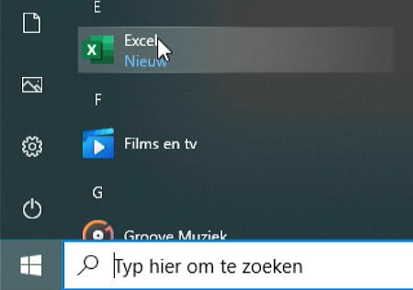 E
Excel
Nieuw
F
Films en tv
G
Groove Muziek
Typ hier om te zoeken